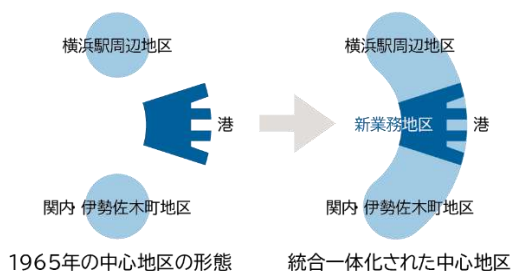 横浜駅周辺地区
港
関内・伊勢佐木町地区
1965年の中心地区の形態
横浜駅周辺地区
新業務地区
港
関内・伊勢佐木町地区
統合一体化された中心地区